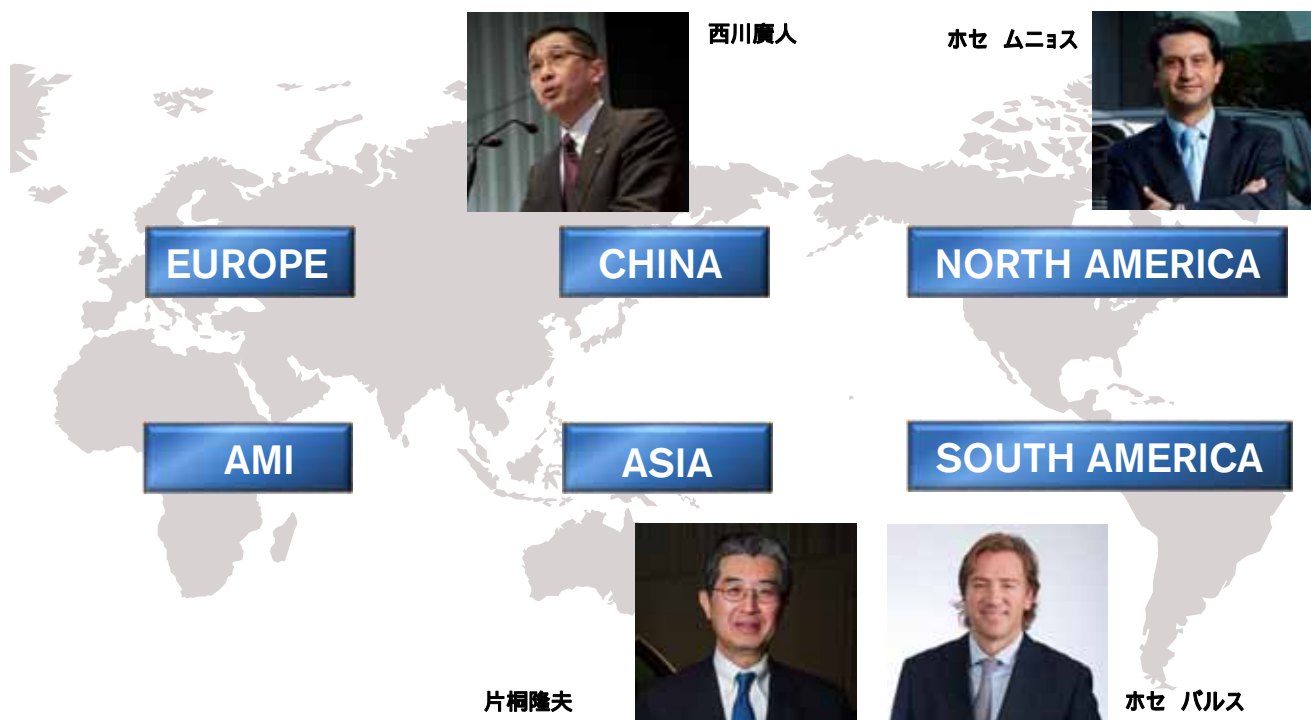 西川廣人
ホセ ムニョス
EUROPE
CHINA
NORTH AMERICA
AMI
ASIA
SOUTH AMERICA
片桐隆夫
ホセ バルス